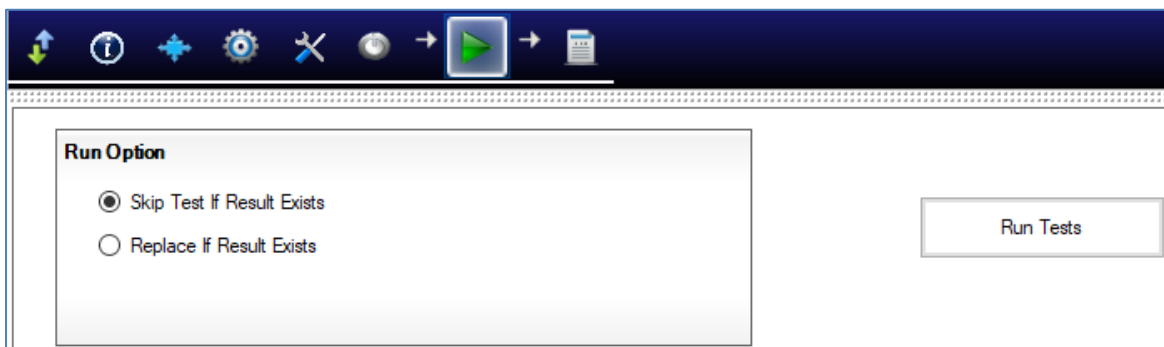 Run Option
Skip Test If Result Exists
Replace If Result Exists
Run Tests